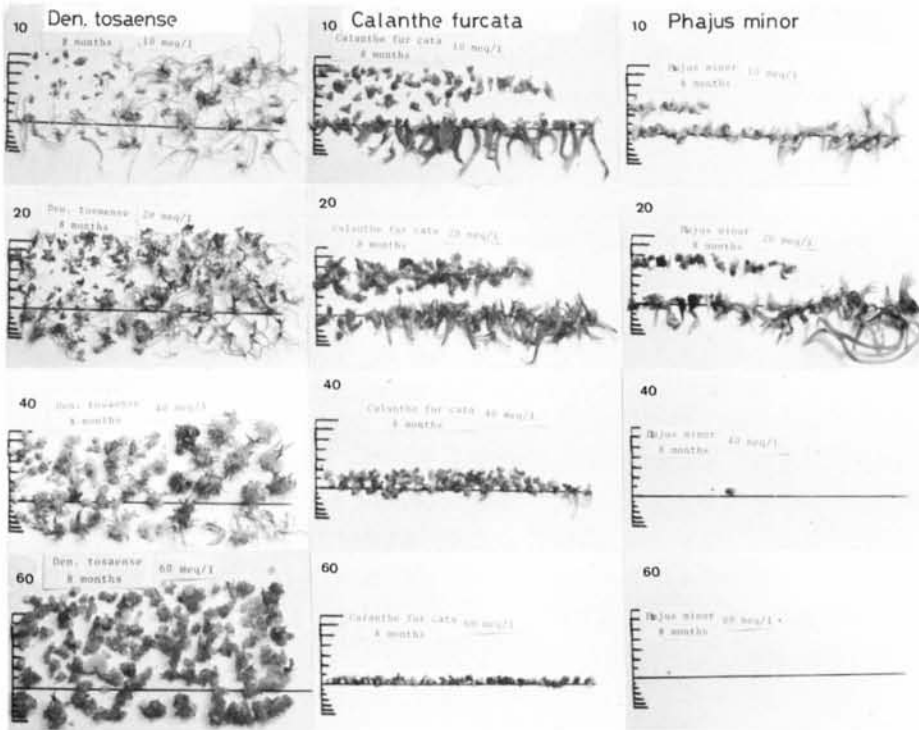 Den. tosaense
Calanthe furcata
Phajus minor
10
8 months 10 meq/l
10
Calanthe fur cata 10 meq/l
8 months
10
Phajus minor 10 meq/l
8 months
20
Den. tosaense 20 meq/l
8 months
20
Calanthe fur cata 20 meq/l
8 months
20
Phajus minor 20 meq/l
8 months
40
Den. tosaense 40 meq/l
8 months
40
Calanthe fur cata 40 meq/l
8 months
40
Phajus minor 40 meq/l
8 months
60
Den. tosaense 60 meq/l
8 months
60
Calanthe fur cata 60 meq/l
8 months
60
Phajus minor 60 meq/l
8 months